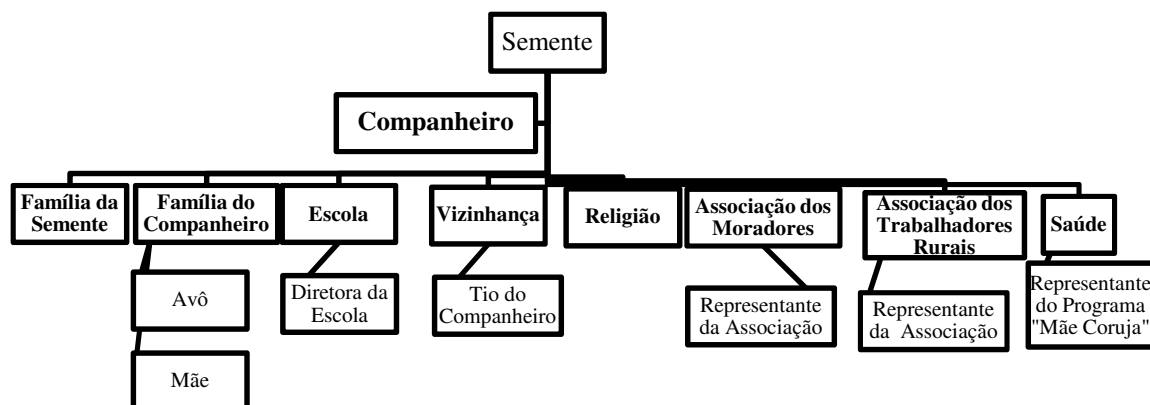 Semente
Companheiro
Família da
Semente
Família do
Companheiro
Escola
Vizinhança
Religião
Associação dos
Moradores
Associação dos
Trabalhadores
Rurais
Saúde
Avô
Mãe
Diretora da
Escola
Tio do
Companheiro
Representante
da Associação
Representante
da Associação
Representante
do Programa
"Mãe Coruja"